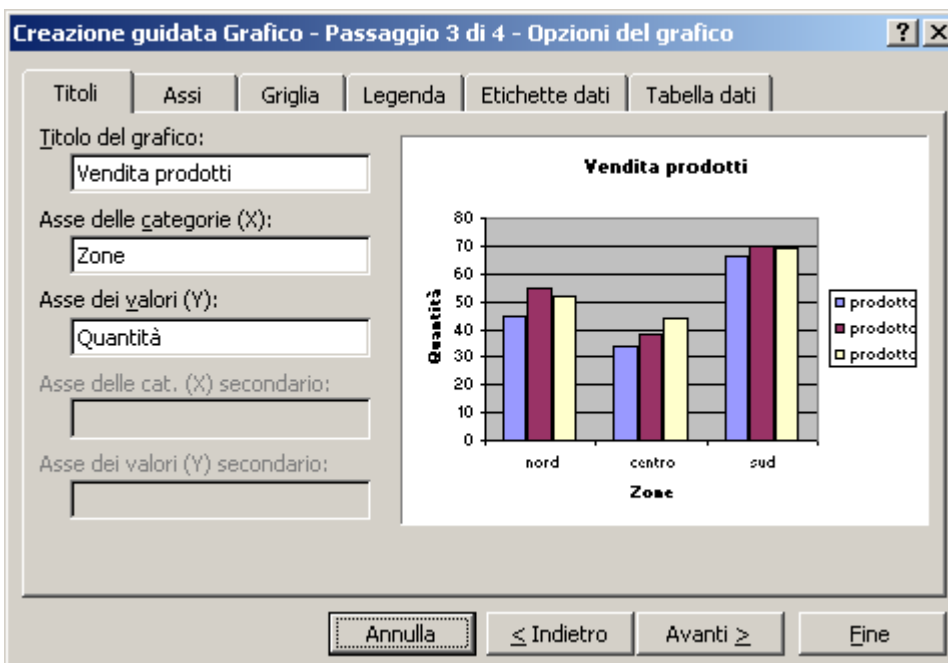 Creazione guidata Grafico - Passaggio 3 di 4 - Opzioni del grafico
Titoli Assi Griglia Legenda Etichette dati Tabella dati
Titolo del grafico:
Vendita prodotti
Asse delle categorie (X):
Zone
Asse dei valori (Y):
Quantità
Asse delle cat. (X) secondario:
Asse dei valori (Y) secondario:
Vendita prodotti
Quantità
80
70
60
50
40
30
20
10
0
nord centro sud
Zone
prodotto
prodotto
prodotto
Annulla < Indietro Avanti > Fine